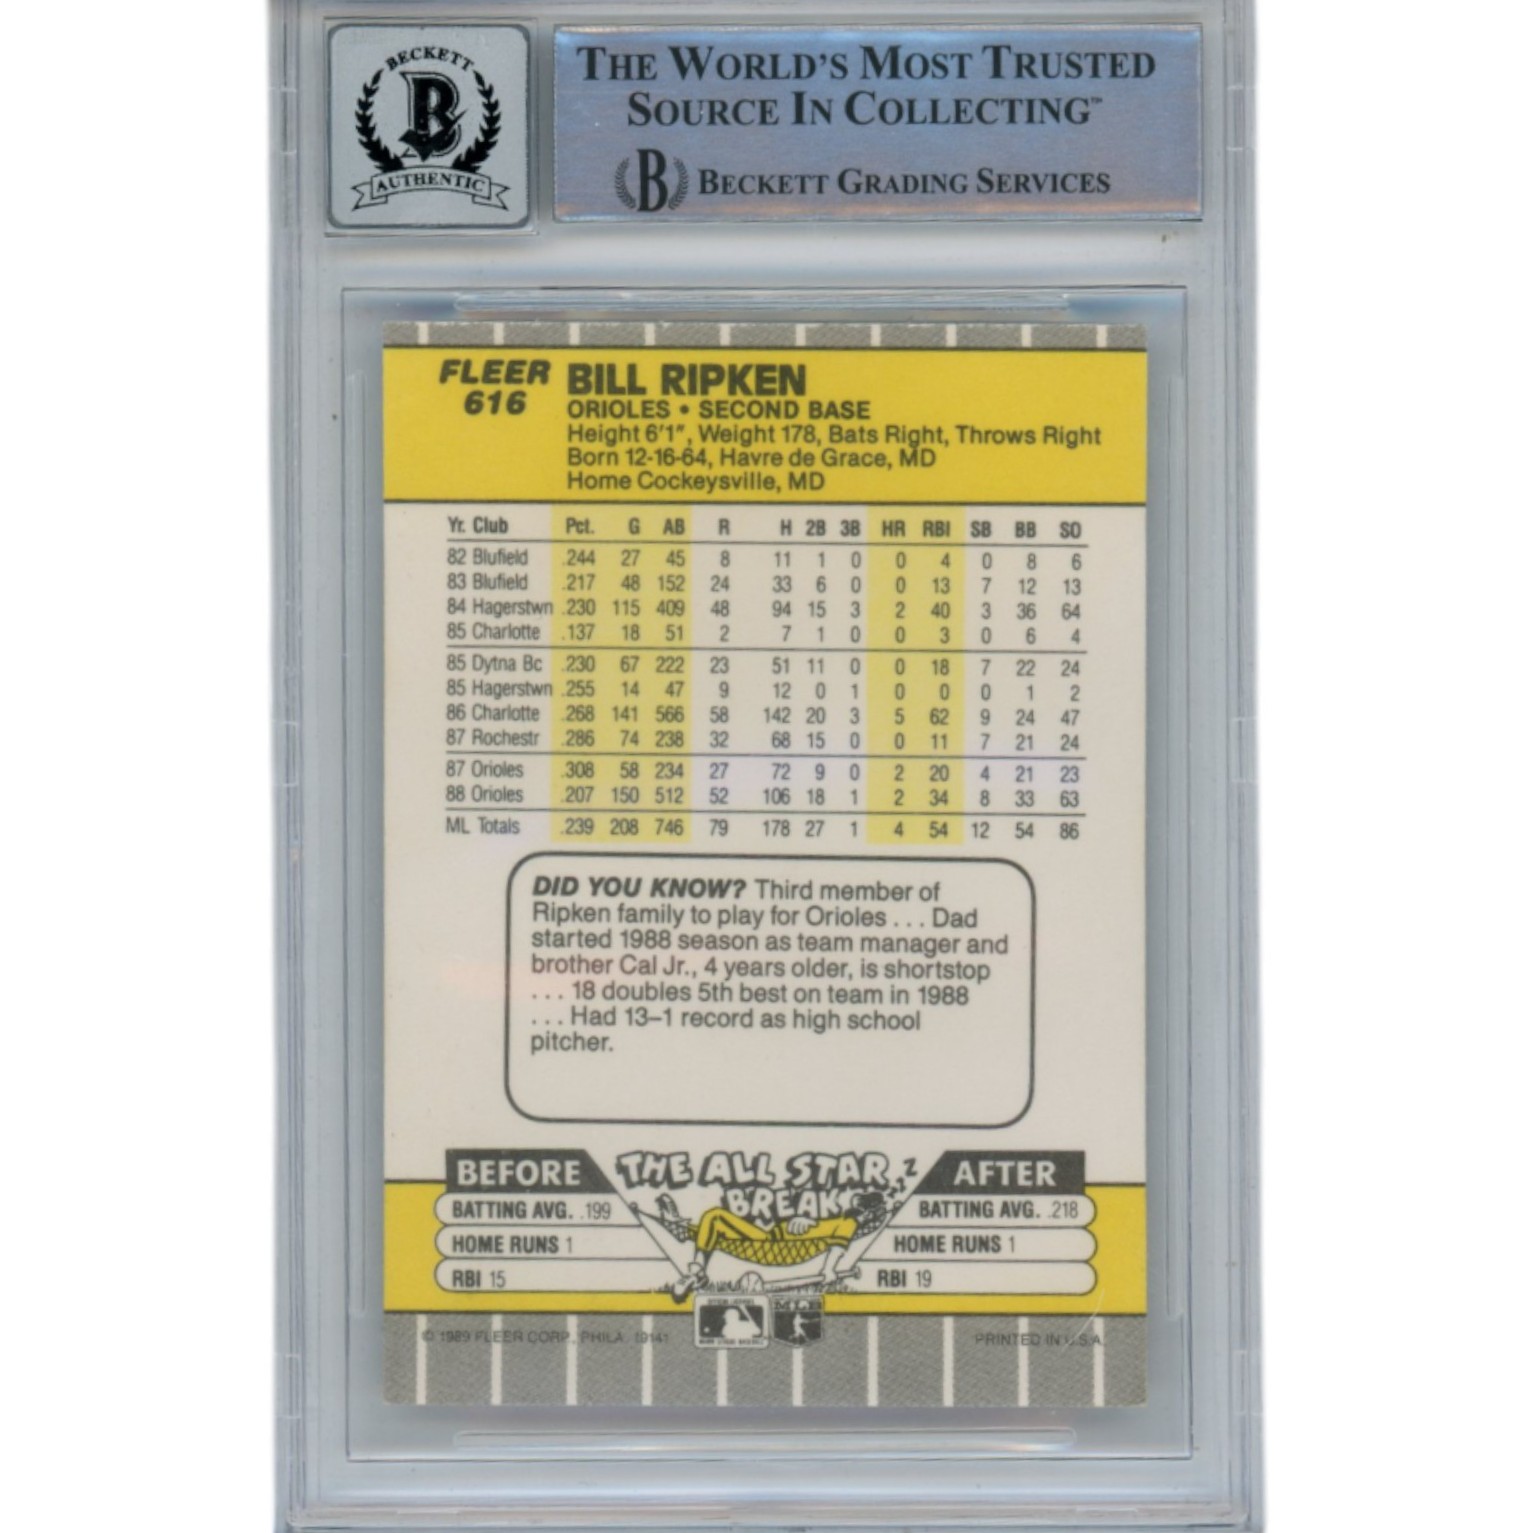 BECKETT
B
AUTHENTIC
THE WORLD'S MOST TRUSTED
SOURCE IN COLLECTING™
B BECKETT GRADING SERVICES
FLEER
616
BILL RIPKEN
ORIOLES • SECOND BASE
Height 6'1", Weight 178, Bats Right, Throws Right
Born 12-16-64, Havre de Grace, MD
Home Cockeysville, MD
Yr. Club Pct. G AB R H 2B 3B HR RBI SB BB SO
82 Blufield .244 27 45 8 11 1 0 0 4 0 8 6
83 Blufield .217 48 152 24 33 6 0 0 13 7 12 13
84 Hagerstwn .230 115 409 48 94 15 3 2 40 3 36 64
85 Charlotte .137 18 51 2 7 1 0 0 3 0 6 4
85 Dytna Bc .230 67 222 23 51 11 0 0 18 7 22 24
85 Hagerstwn .255 14 47 9 12 0 1 0 0 0 1 2
86 Charlotte .268 141 566 58 142 20 3 5 62 9 24 47
87 Rochestr .286 74 238 32 68 15 0 0 11 7 21 24
87 Orioles .308 58 234 27 72 9 0 2 20 4 21 23
88 Orioles .207 150 512 52 106 18 1 2 34 8 33 63
ML Totals .239 208 746 79 178 27 1 4 54 12 54 86
DID YOU KNOW? Third member of
Ripken family to play for Orioles . . . Dad
started 1988 season as team manager and
brother Cal Jr., 4 years older, is shortstop
. . . 18 doubles 5th best on team in 1988
. . . Had 13–1 record as high school
pitcher.
BEFORE THE ALL STAR BREAK ZZZ AFTER
BATTING AVG. .199 BATTING AVG. .218
HOME RUNS 1 HOME RUNS 1
RBI 15 RBI 19
MLB
© 1989 FLEER CORP., PHILA. 19141 PRINTED IN U.S.A.